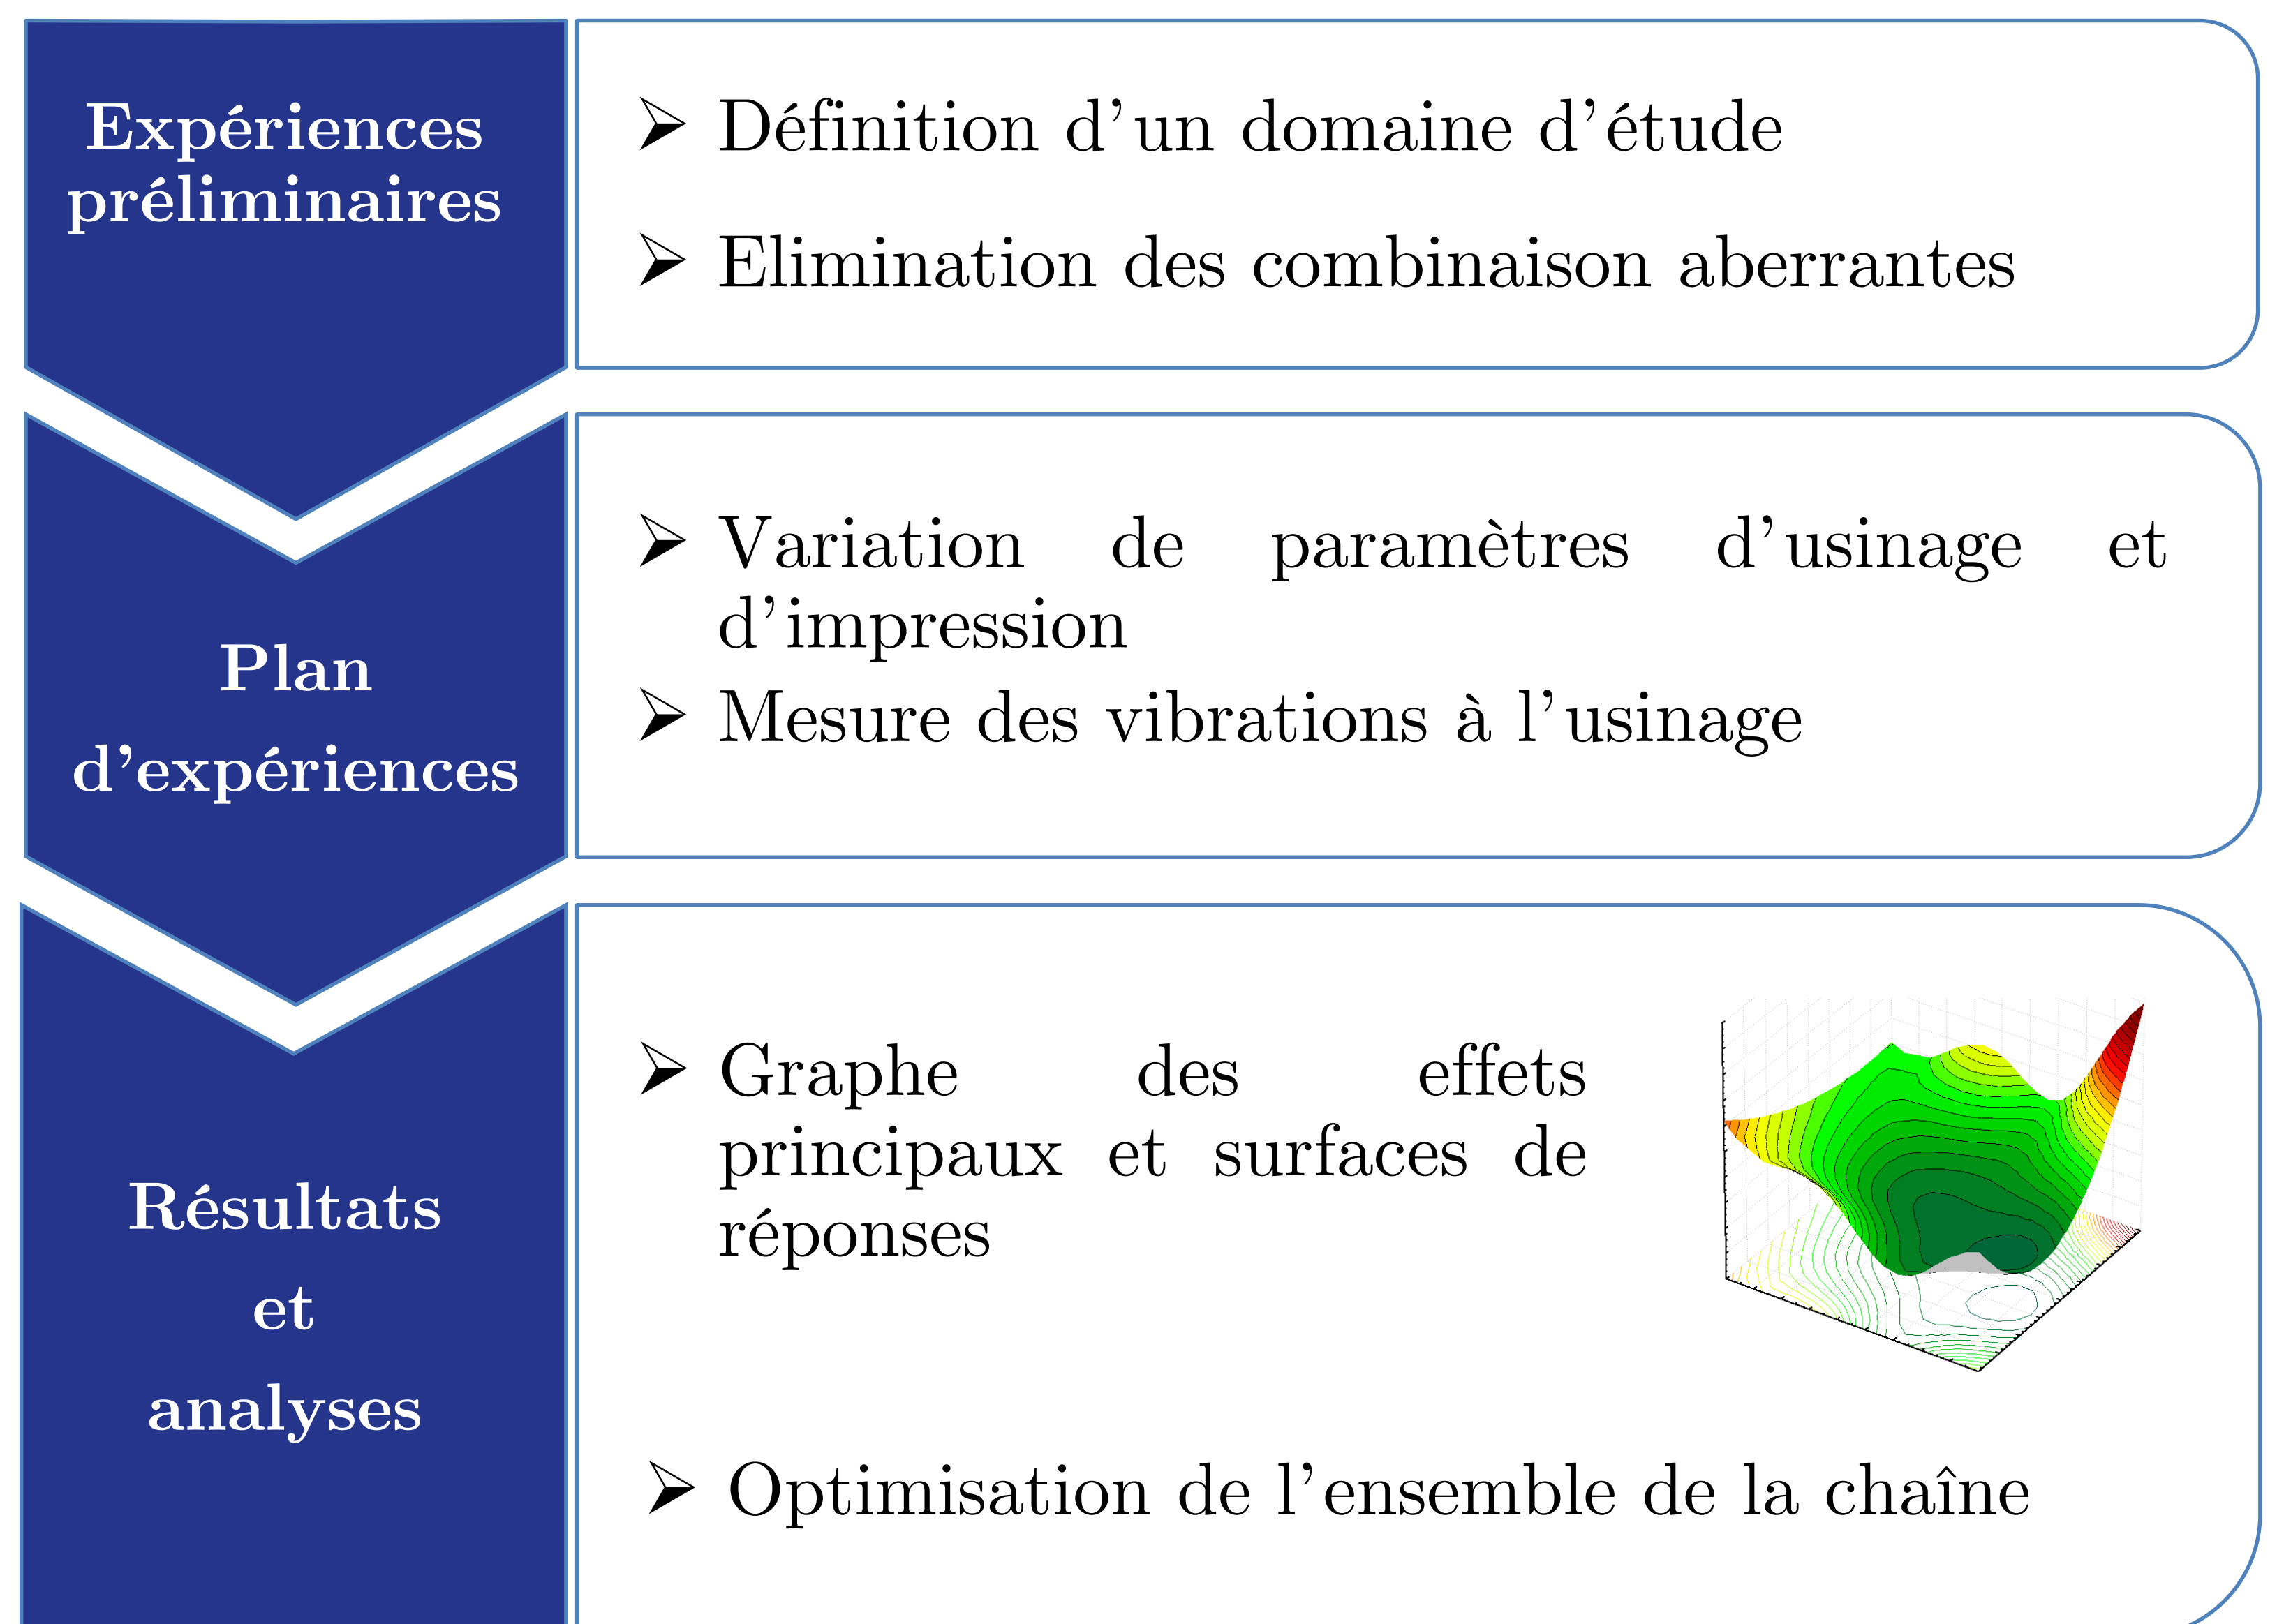 Expériences
préliminaires
➢ Définition d’un domaine d’étude
➢ Elimination des combinaison aberrantes
Plan
d’expériences
➢ Variation de paramètres d’usinage et
d’impression
➢ Mesure des vibrations à l’usinage
Résultats
et
analyses
➢ Graphe des effets
principaux et surfaces de
réponses
➢ Optimisation de l’ensemble de la chaîne